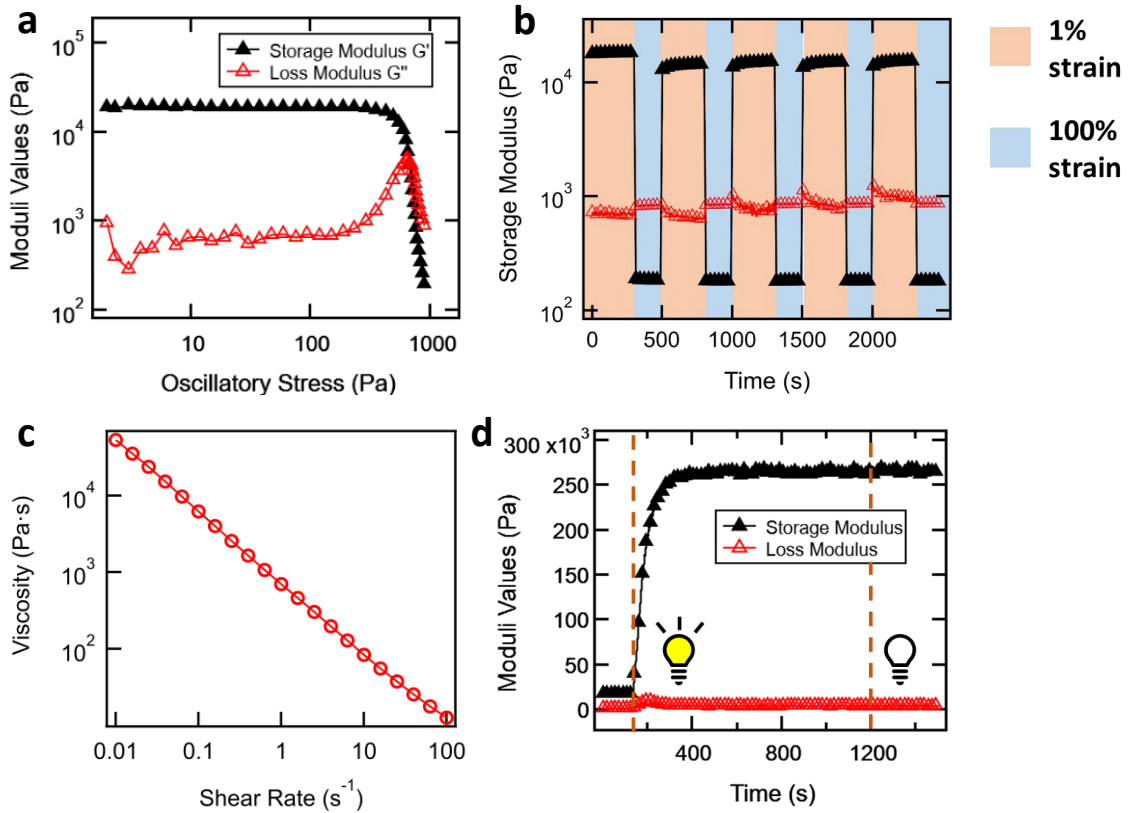 a
Moduli Values (Pa)
10^5
10^4
10^3
10^2
Storage Modulus G'
Loss Modulus G"
10
100
1000
Oscillatory Stress (Pa)
b
Storage Modulus (Pa)
10^4
10^3
10^2
0
500
1000
1500
2000
Time (s)
1%
strain
100%
strain
c
Viscosity (Pa·s)
10^4
10^3
10^2
0.01
0.1
1
10
100
Shear Rate (s^-1)
d
Moduli Values (Pa)
300 x10^3
250
200
150
100
50
0
Storage Modulus
Loss Modulus
400
800
1200
Time (s)